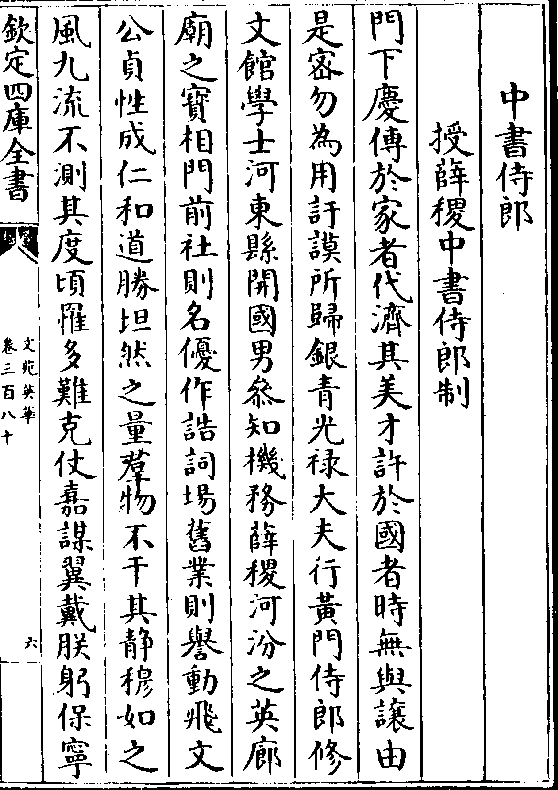 中書侍郎
授薛稷中書侍郎制
門下慶傳於家者代濟其美才許於國者時無與讓由
是宻勿為用訏謨所歸銀青光禄大夫行黄門侍郎修
文館學士河東縣開國男叅知機務薛稷河汾之英廊
廟之寳相門前社則名優作誥詞場舊業則譽動飛文
公貞性成仁和道勝坦然之量羣物不干其静穆如之
風九流不測其度頃罹多難克仗嘉謀翼戴朕躬保寧
欽定四庫全書
文苑英華
卷三百八十
六